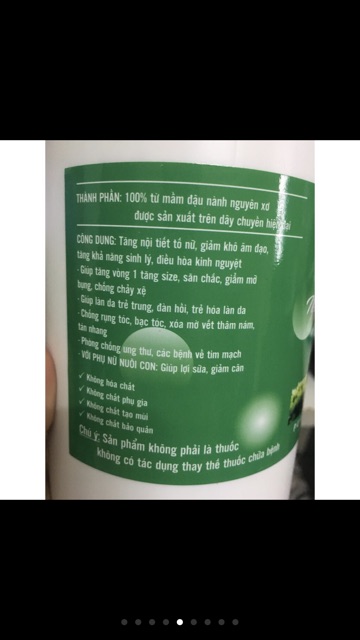 THÀNH PHẦN: 100% từ mầm đậu nành nguyên xơ
được sản xuất trên dây chuyền hiện đại
CÔNG DỤNG: Tăng nội tiết tố nữ, giảm khô âm đạo,
tăng khả năng sinh lý, điều hòa kinh nguyệt
· Giúp tăng vòng 1 tăng size, săn chắc, giảm mỡ
bụng, chống chảy xệ
· Giúp làn da trẻ trung, đàn hồi, trẻ hóa làn da
· Chống rụng tóc, bạc tóc, xóa mờ vết thâm nám,
tàn nhang
· Phòng chống ung thư, các bệnh về tim mạch
· VỚI PHỤ NỮ NUÔI CON: Giúp lợi sữa, giảm cân
✓ Không hóa chất
✓ Không chất phụ gia
✓ Không chất tạo mùi
✓ Không chất bảo quản
Chú ý: Sản phẩm không phải là thuốc
không có tác dụng thay thế thuốc chữa bệnh